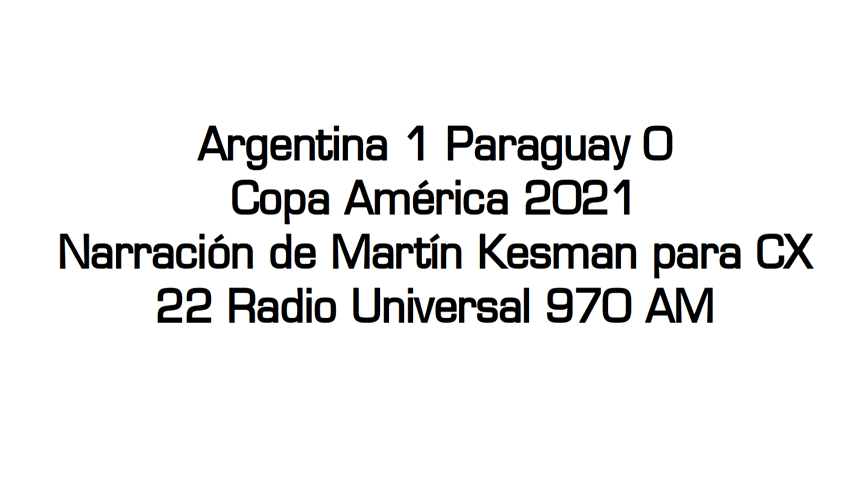 Argentina 1 Paraguay 0
Copa América 2021
Narración de Martín Kesman para CX
22 Radio Universal 970 AM